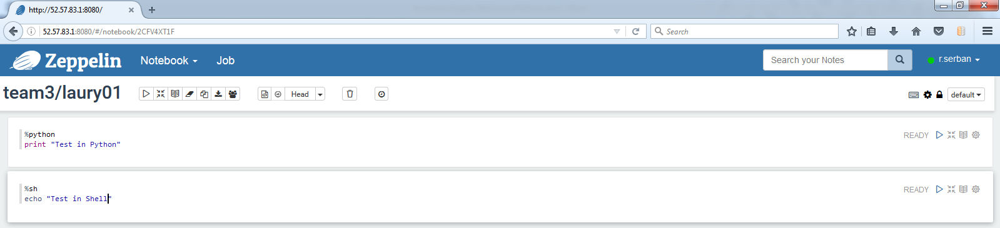 http://52.57.83.1:8080/
52.57.83.1:8080/#/notebook/2CFV4XT1F
Search
Zeppelin
Notebook
Job
Search your Notes
r.serban
team3/laury01
Head
default
%python
READY
print "Test in Python"
%sh
READY
echo "Test in Shell"